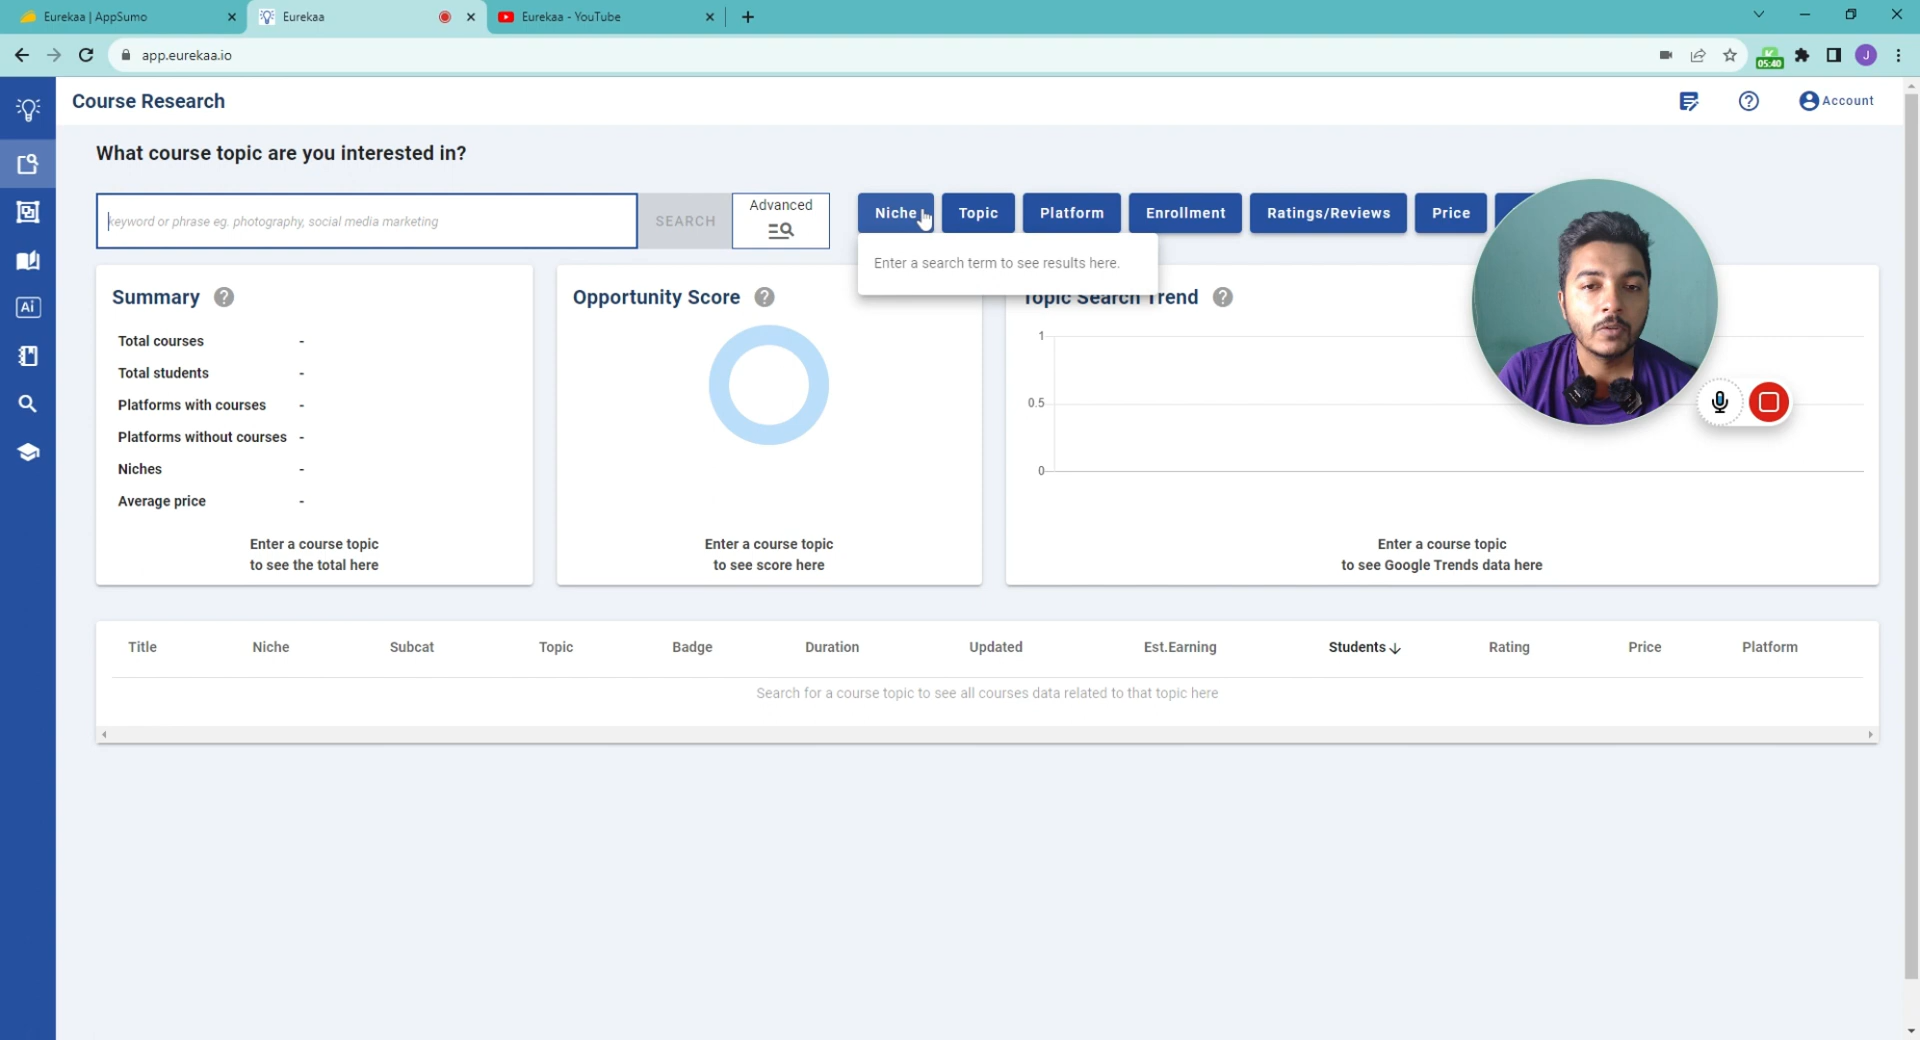 Eurekaa | AppSumo
Eurekaa
Eurekaa - YouTube
app.eurekaa.io
05:40
J
Course Research
Account
What course topic are you interested in?
keyword or phrase eg. photography, social media marketing
SEARCH
Advanced
Niche
Topic
Platform
Enrollment
Ratings/Reviews
Price
Enter a search term to see results here.
Ai
Summary
Total courses -
Total students -
Platforms with courses -
Platforms without courses -
Niches -
Average price -
Enter a course topic
to see the total here
Opportunity Score
Enter a course topic
to see score here
Topic Search Trend
1
0.5
0
Enter a course topic
to see Google Trends data here
Title Niche Subcat Topic Badge Duration Updated Est.Earning Students Rating Price Platform
Search for a course topic to see all courses data related to that topic here